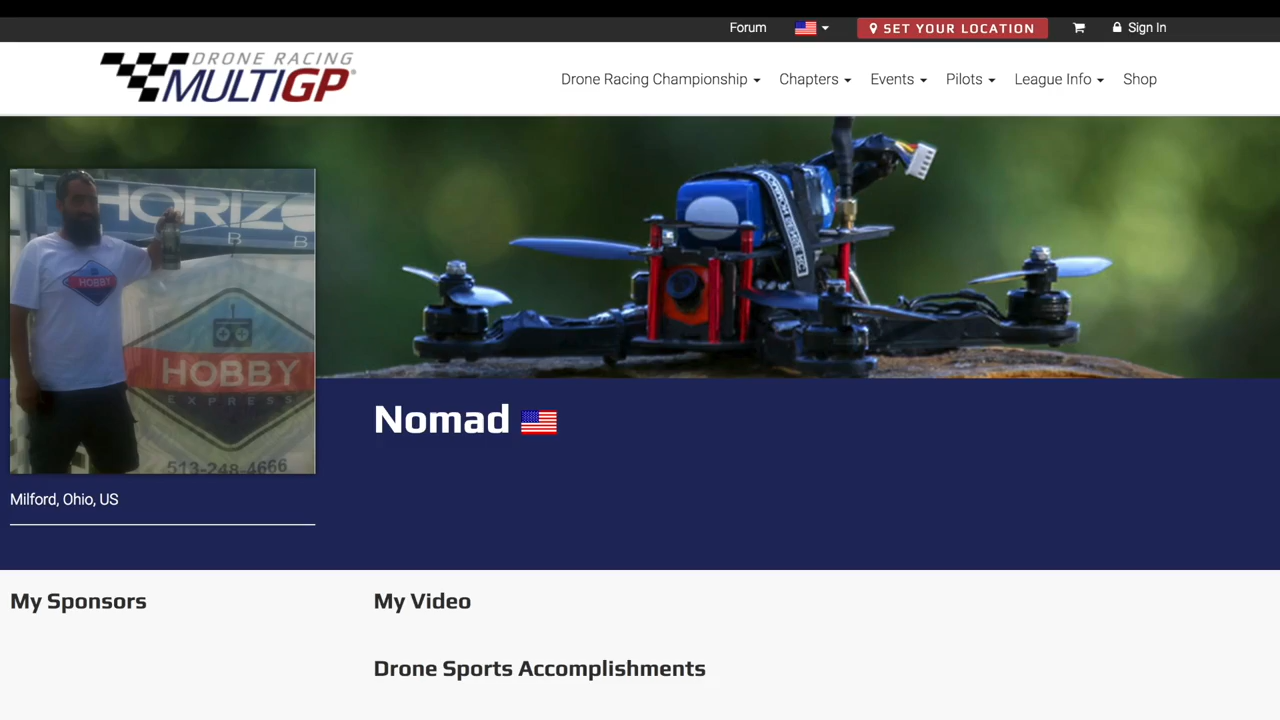 Forum
SET YOUR LOCATION
Sign In
DRONE RACING
MULTIGP®
Drone Racing Championship
Chapters
Events
Pilots
League Info
Shop
HORIZ
B B
HOBBY
HOBBY
EXPRESS
513-248-4666
Nomad
Milford, Ohio, US
My Sponsors
My Video
Drone Sports Accomplishments